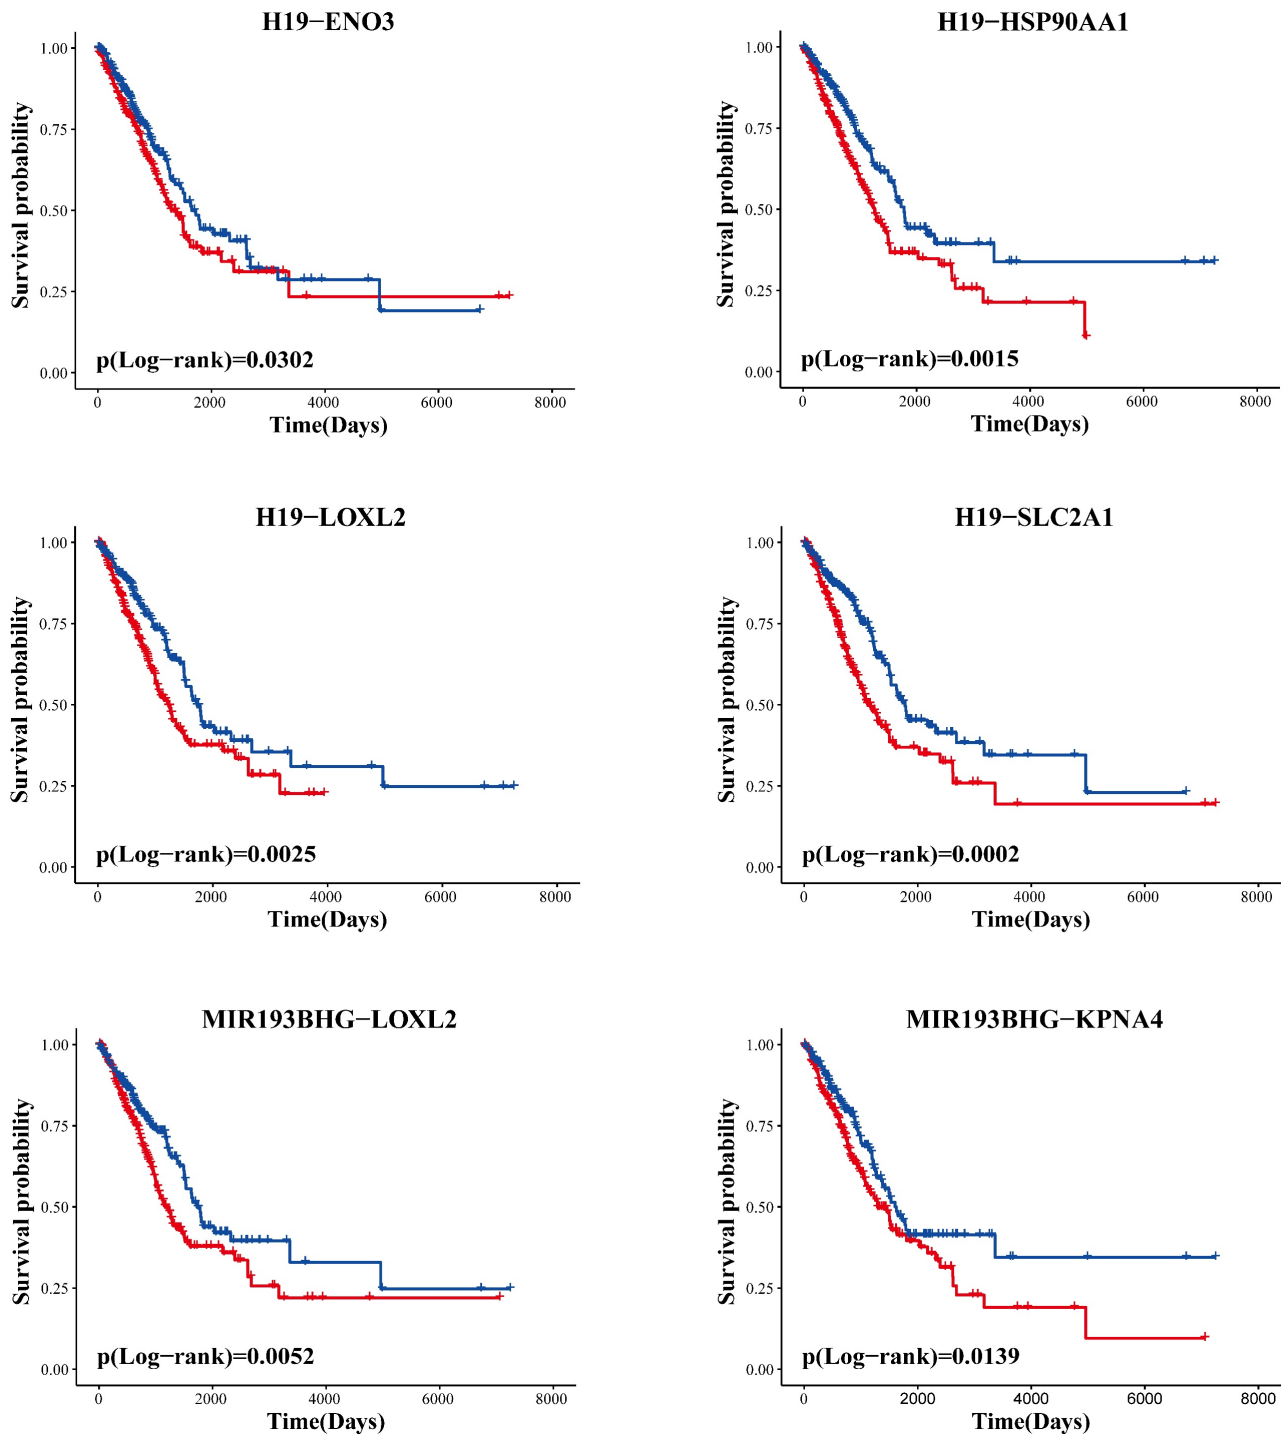 H19−ENO3
1.00
0.75
0.50
0.25
0.00
Survival probability
p(Log−rank)=0.0302
0 2000 4000 6000 8000
Time(Days)
H19−HSP90AA1
1.00
0.75
0.50
0.25
0.00
Survival probability
p(Log−rank)=0.0015
0 2000 4000 6000 8000
Time(Days)
H19−LOXL2
1.00
0.75
0.50
0.25
0.00
Survival probability
p(Log−rank)=0.0025
0 2000 4000 6000 8000
Time(Days)
H19−SLC2A1
1.00
0.75
0.50
0.25
0.00
Survival probability
p(Log−rank)=0.0002
0 2000 4000 6000 8000
Time(Days)
MIR193BHG−LOXL2
1.00
0.75
0.50
0.25
0.00
Survival probability
p(Log−rank)=0.0052
0 2000 4000 6000 8000
Time(Days)
MIR193BHG−KPNA4
1.00
0.75
0.50
0.25
0.00
Survival probability
p(Log−rank)=0.0139
0 2000 4000 6000 8000
Time(Days)